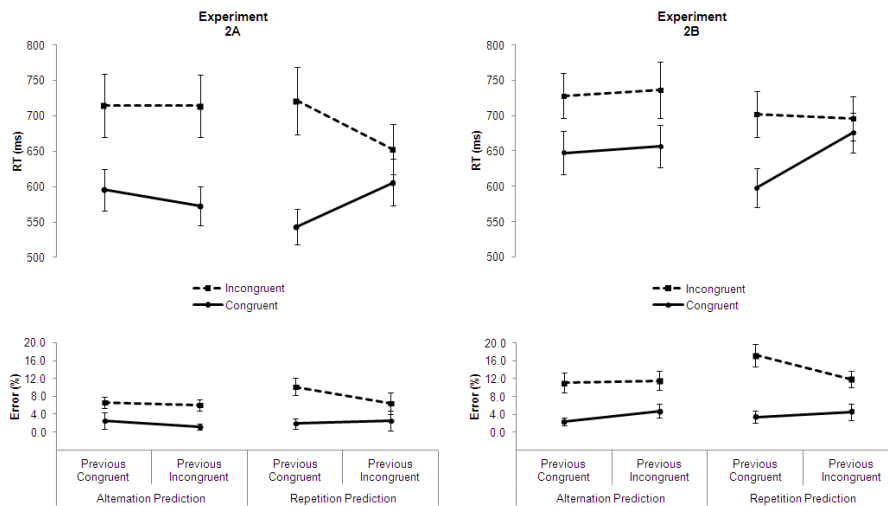 Experiment
2A
800
750
700
650
600
550
500
RT (ms)
Incongruent
Congruent
20.0
16.0
12.0
8.0
4.0
0.0
Error (%)
Previous Congruent
Previous Incongruent
Previous Congruent
Previous Incongruent
Alternation Prediction
Repetition Prediction
Experiment
2B
800
750
700
650
600
550
500
RT (ms)
Incongruent
Congruent
20.0
16.0
12.0
8.0
4.0
0.0
Error (%)
Previous Congruent
Previous Incongruent
Previous Congruent
Previous Incongruent
Alternation Prediction
Repetition Prediction